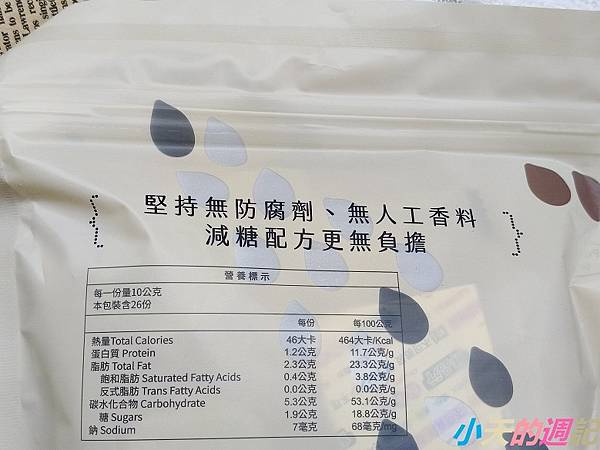 堅持無防腐劑、無人工香料
減糖配方更無負擔
營養標示
每一份量10公克
本包裝含26份
每份 每100公克
熱量Total Calories 46大卡 464大卡/Kcal
蛋白質 Protein 1.2公克 11.7公克/g
脂肪 Total Fat 2.3公克 23.3公克/g
飽和脂肪 Saturated Fatty Acids 0.4公克 3.8公克/g
反式脂肪 Trans Fatty Acids 0.0公克 0.0公克/g
碳水化合物 Carbohydrate 5.3公克 53.1公克/g
糖 Sugars 1.9公克 18.8公克/g
鈉 Sodium 7毫克 68毫克/mg
小天的週記